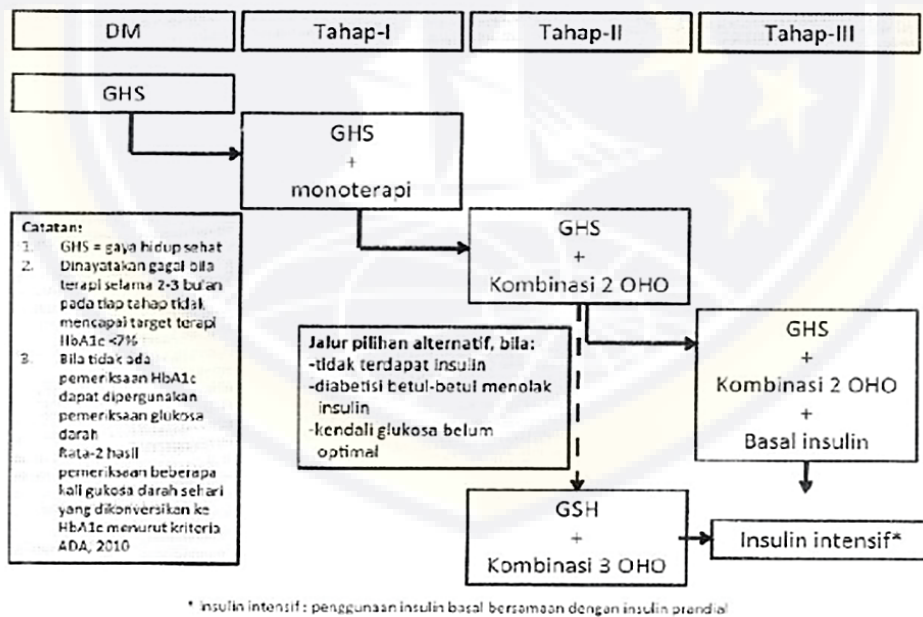 DM
Tahap-I
Tahap-II
Tahap-III
GHS
GHS
+
monoterapi
GHS
+
Kombinasi 2 OHO
GHS
+
Kombinasi 2 OHO
+
Basal insulin
Catatan:
1. GHS = gaya hidup sehat
2. Dinayatakan gagal bila
terapi selama 2-3 bulan
pada tiap tahap tidak
mencapai target terapi
HbA1c <7%
3. Bila tidak ada
pemeriksaan HbA1c
dapat dipergunakan
pemeriksaan glukosa
darah
Rata-2 hasil
pemeriksaan beberapa
kali gukosa darah sehari
yang dikonversikan ke
HbA1c menurut kriteria
ADA, 2010
Jalur pilihan alternatif, bila:
-tidak terdapat insulin
-diabetisi betul-betul menolak
insulin
-kendali glukosa belum
optimal
GSH
+
Kombinasi 3 OHO
Insulin intensif*
* insulin intensif : penggunaan insulin basal bersamaan dengan insulin prandial